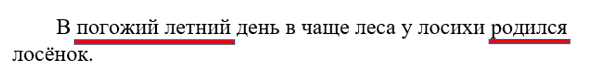 В погожий летний день в чаще леса у лосихи родился
лосёнок.